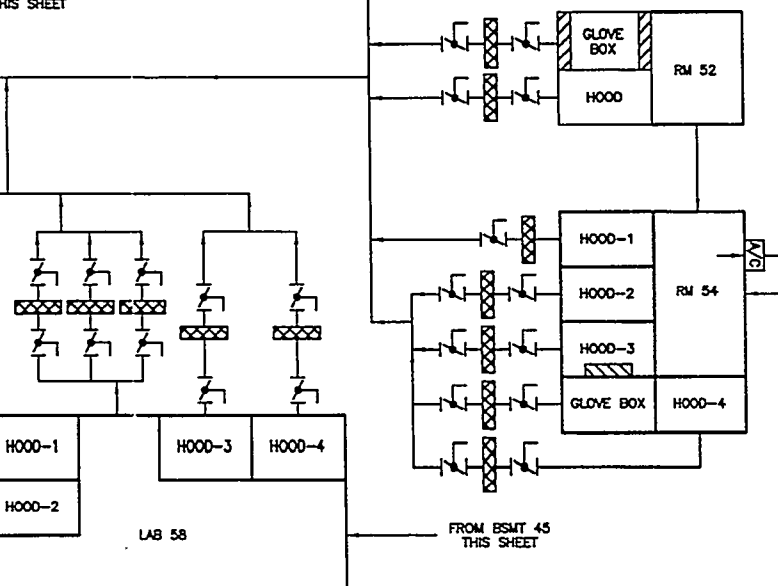 THIS SHEET
GLOVE
BOX
HOOD
RM 52
HOOD-1
HOOD-2
HOOD-3
GLOVE BOX
HOOD-4
RM 54
A/C
HOOD-1
HOOD-2
HOOD-3
HOOD-4
LAB 58
FROM BSMT 45
THIS SHEET